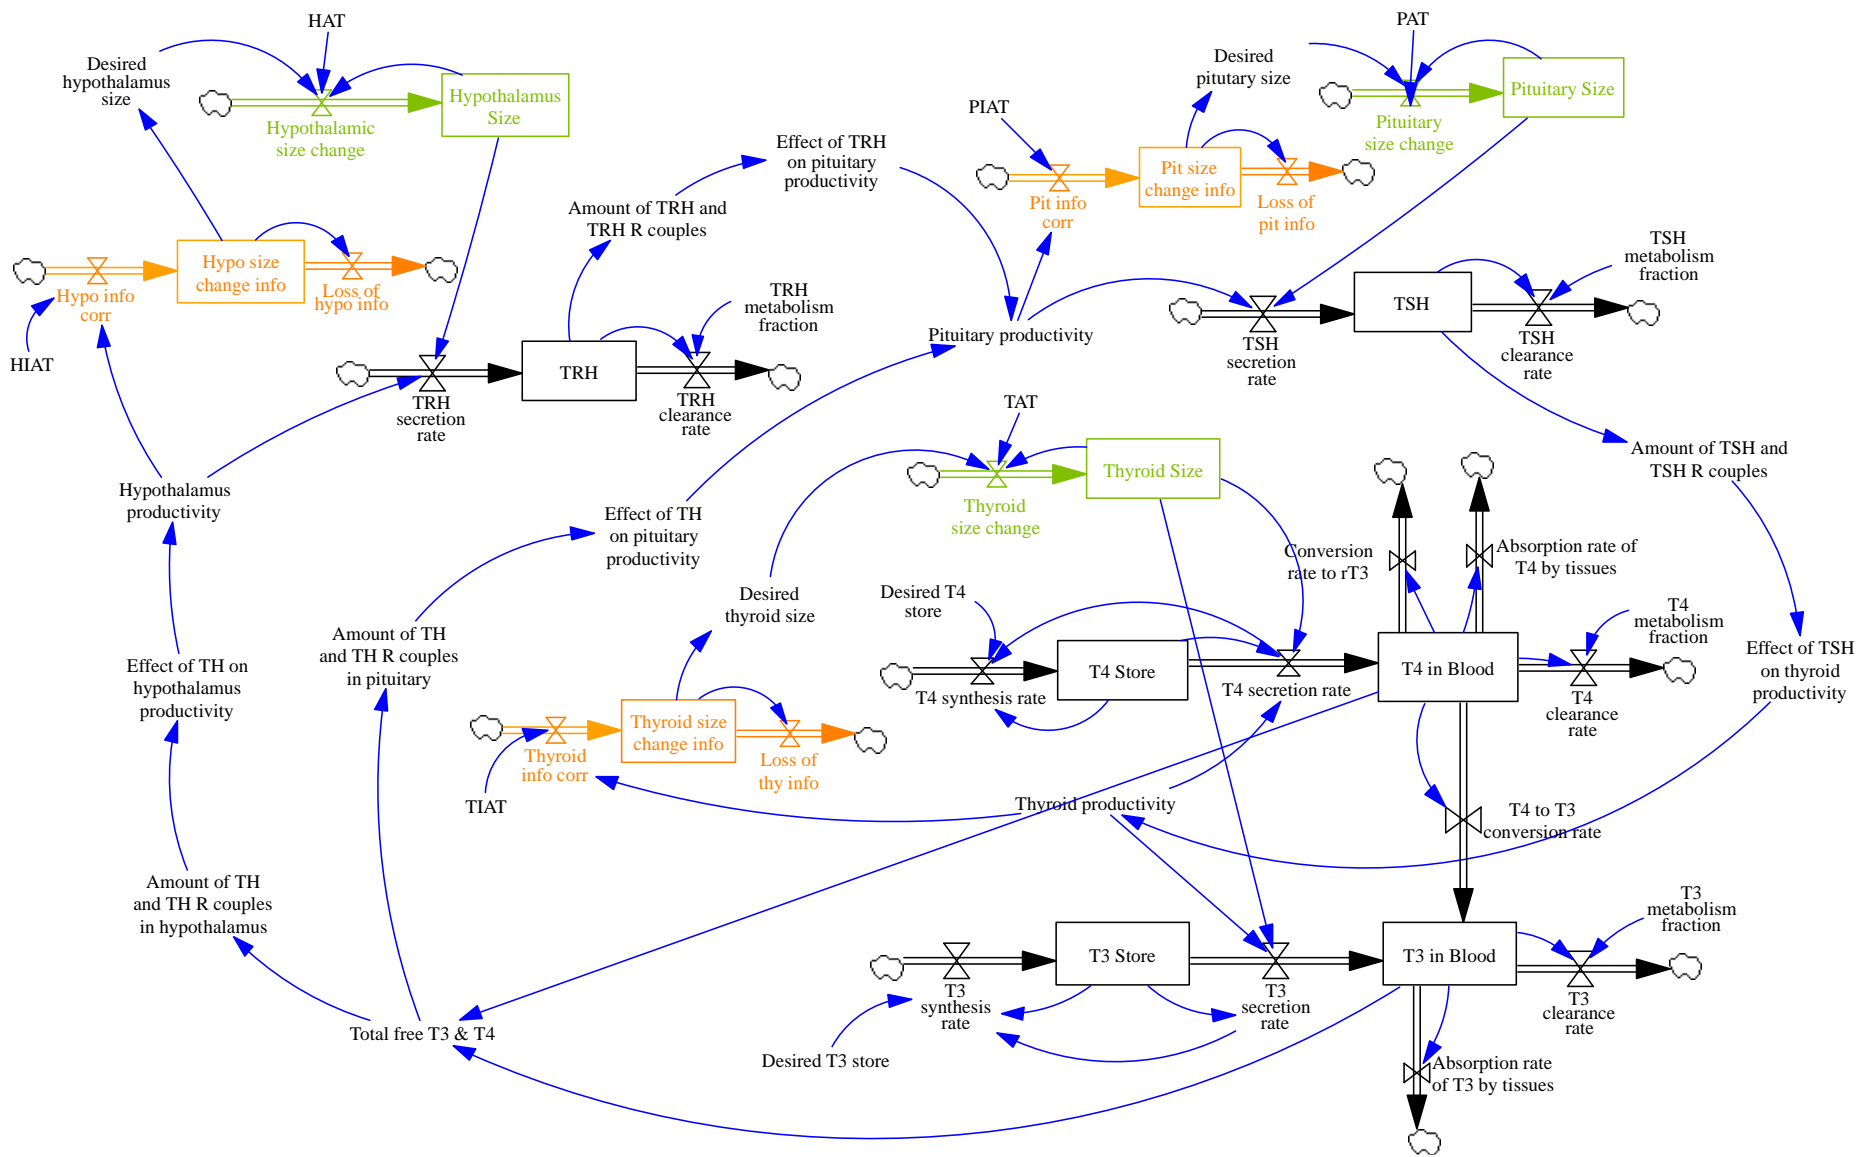 HAT
Desired
hypothalamus
size
Hypothalamus
Size
Hypothalamic
size change
PAT
Desired
pitutary size
Pituitary Size
Pituitary
size change
PIAT
Effect of TRH
on pituitary
productivity
Pit size
change info
Pit info
corr
Loss of
pit info
Amount of TRH and
TRH R couples
Hypo size
change info
Hypo info
corr
Loss of
hypo info
HIAT
TRH
metabolism
fraction
TRH
TRH
secretion
rate
TRH
clearance
rate
Pituitary productivity
TSH
metabolism
fraction
TSH
TSH
secretion
rate
TSH
clearance
rate
TAT
Thyroid Size
Thyroid
size change
Amount of TSH and
TSH R couples
Hypothalamus
productivity
Effect of TH
on pituitary
productivity
Conversion
rate to rT3
Absorption rate of
T4 by tissues
Desired
thyroid size
Desired T4
store
T4
metabolism
fraction
Amount of TH
and TH R couples
in pituitary
Effect of TH on
hypothalamus
productivity
T4 Store
T4 synthesis rate
T4 secretion rate
T4 in Blood
T4
clearance
rate
Effect of TSH
on thyroid
productivity
Thyroid size
change info
Thyroid
info corr
Loss of
thy info
TIAT
Thyroid productivity
T4 to T3
conversion rate
Amount of TH
and TH R couples
in hypothalamus
T3
metabolism
fraction
T3 Store
T3 in Blood
T3
synthesis
rate
T3
secretion
rate
T3
clearance
rate
Total free T3 & T4
Desired T3 store
Absorption rate
of T3 by tissues